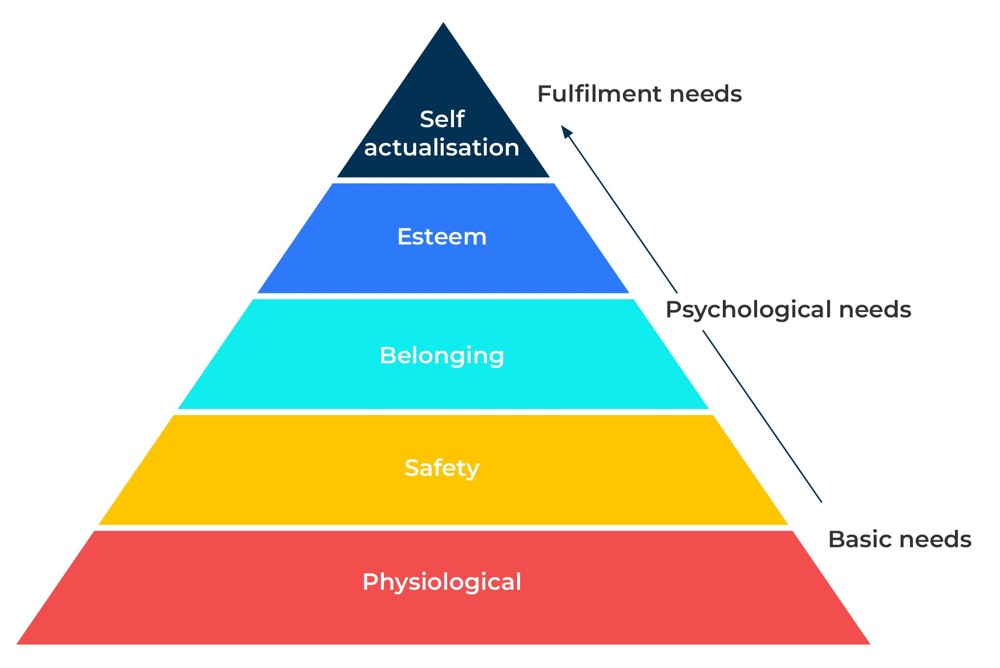 Fulfilment needs
Self
actualisation
Esteem
Psychological needs
Belonging
Safety
Basic needs
Physiological